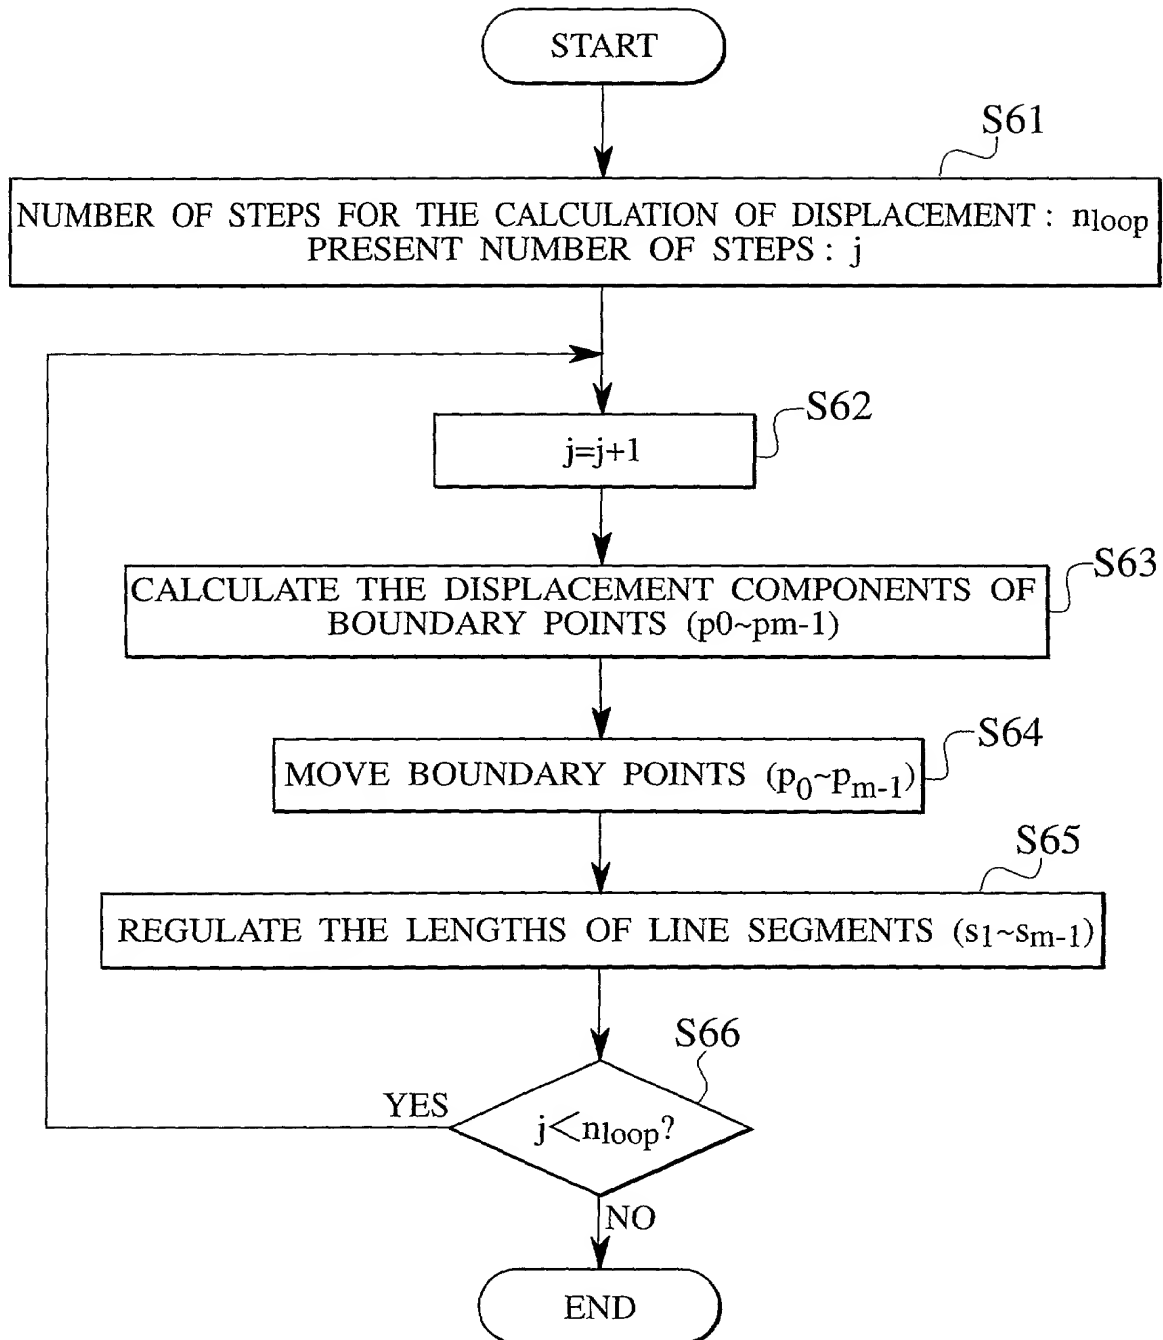 START
S61
NUMBER OF STEPS FOR THE CALCULATION OF DISPLACEMENT : nloop
PRESENT NUMBER OF STEPS : j
S62
j=j+1
S63
CALCULATE THE DISPLACEMENT COMPONENTS OF
BOUNDARY POINTS (p0~pm-1)
S64
MOVE BOUNDARY POINTS (p0~pm-1)
S65
REGULATE THE LENGTHS OF LINE SEGMENTS (s1~sm-1)
S66
YES
j<nloop?
NO
END